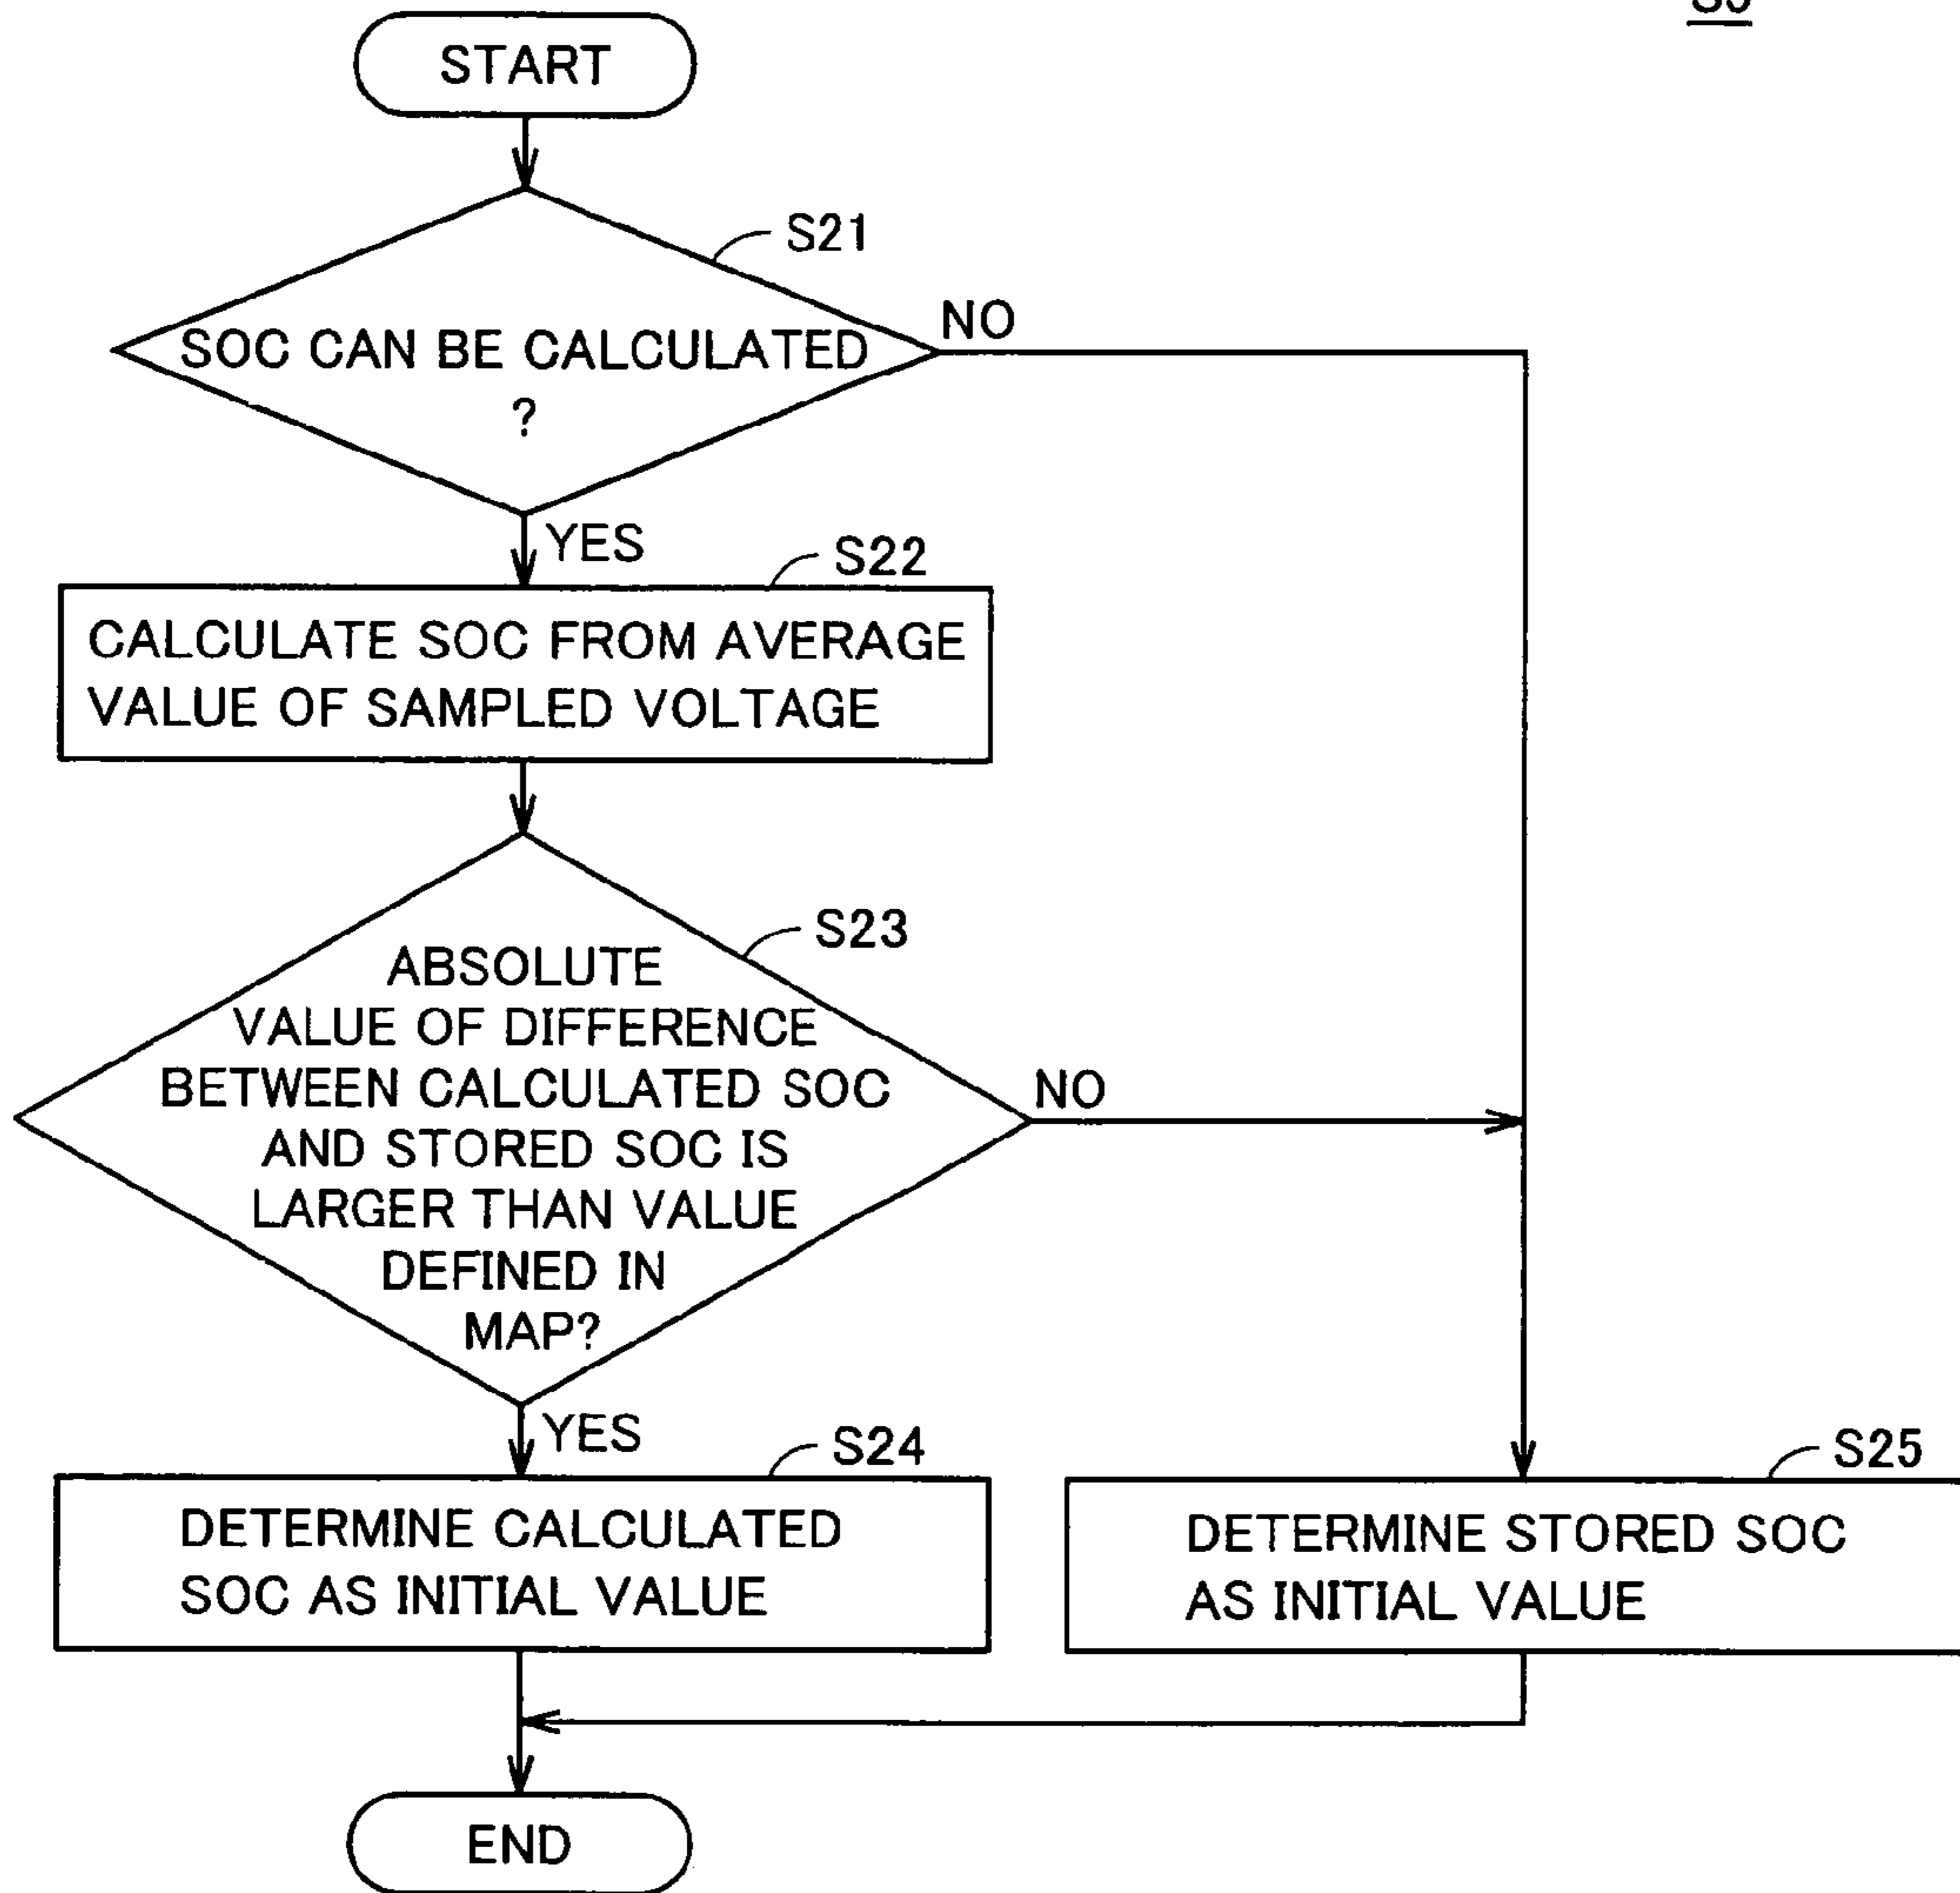 START
S21
SOC CAN BE CALCULATED
?
NO
YES
S22
CALCULATE SOC FROM AVERAGE
VALUE OF SAMPLED VOLTAGE
S23
ABSOLUTE
VALUE OF DIFFERENCE
BETWEEN CALCULATED SOC
AND STORED SOC IS
LARGER THAN VALUE
DEFINED IN
MAP?
NO
YES
S24
DETERMINE CALCULATED
SOC AS INITIAL VALUE
S25
DETERMINE STORED SOC
AS INITIAL VALUE
END